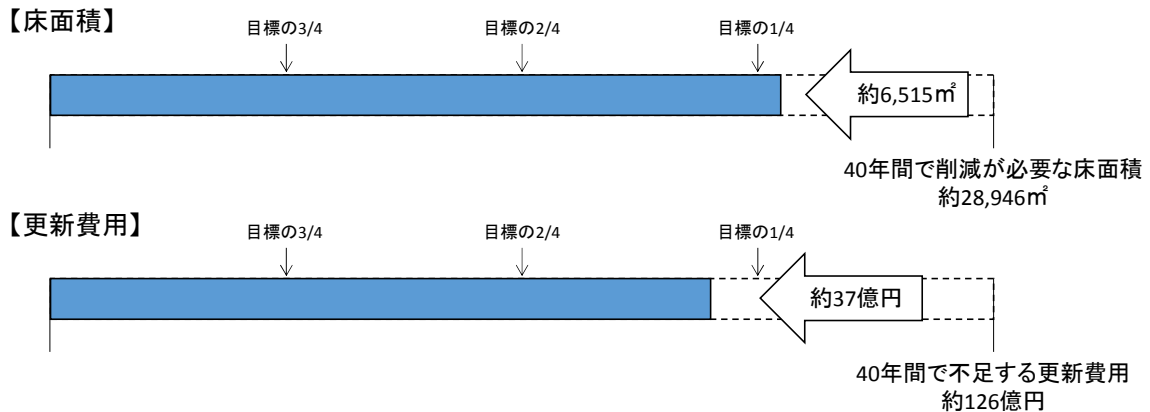 【床面積】
目標の3/4
目標の2/4
目標の1/4
約6,515㎡
40年間で削減が必要な床面積
約28,946㎡
【更新費用】
目標の3/4
目標の2/4
目標の1/4
約37億円
40年間で不足する更新費用
約126億円